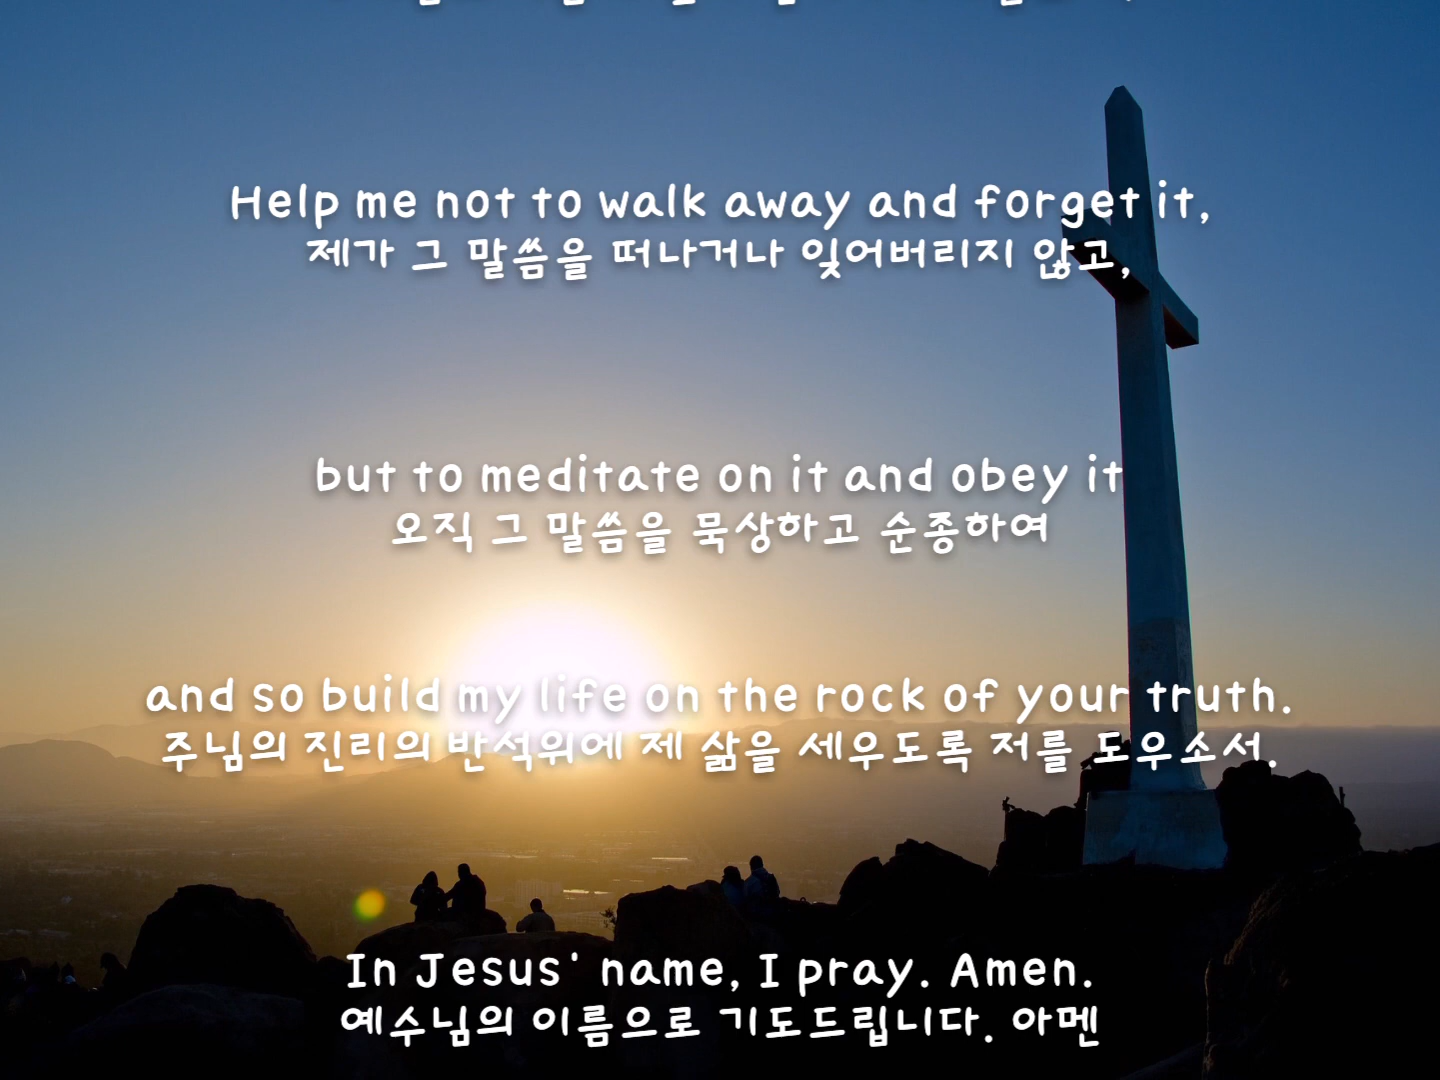 Help me not to walk away and forget it,
제가 그 말씀을 떠나거나 잊어버리지 않고,
but to meditate on it and obey it
오직 그 말씀을 묵상하고 순종하여
and so build my life on the rock of your truth.
주님의 진리의 반석위에 제 삶을 세우도록 저를 도우소서.
In Jesus' name, I pray. Amen.
예수님의 이름으로 기도드립니다. 아멘